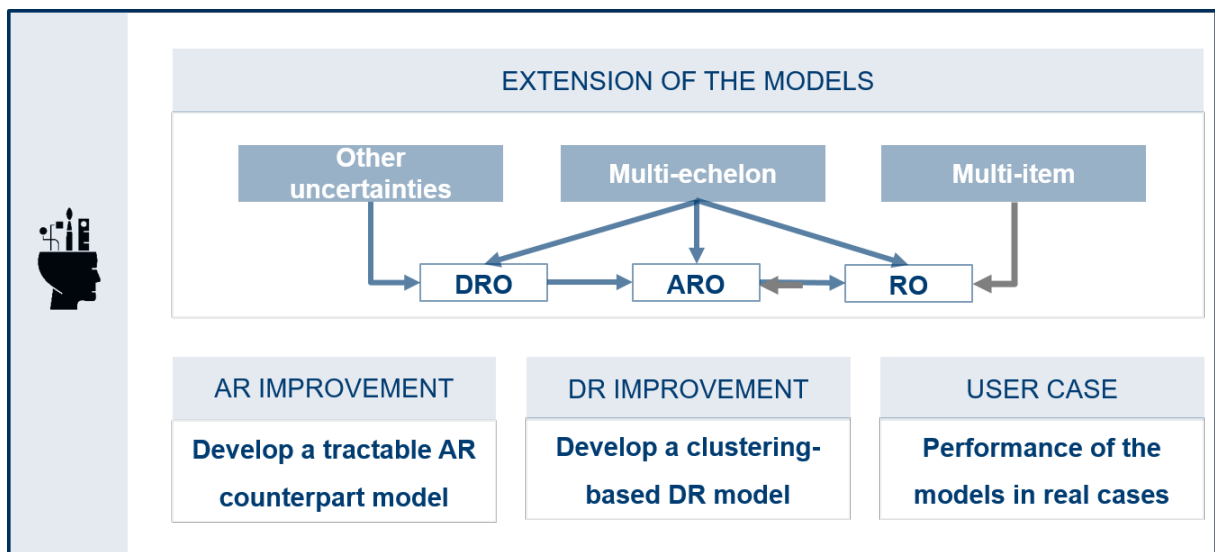 EXTENSION OF THE MODELS
Other
uncertainties
Multi-echelon
Multi-item
DRO
ARO
RO
AR IMPROVEMENT
Develop a tractable AR
counterpart model
DR IMPROVEMENT
Develop a clustering-
based DR model
USER CASE
Performance of the
models in real cases